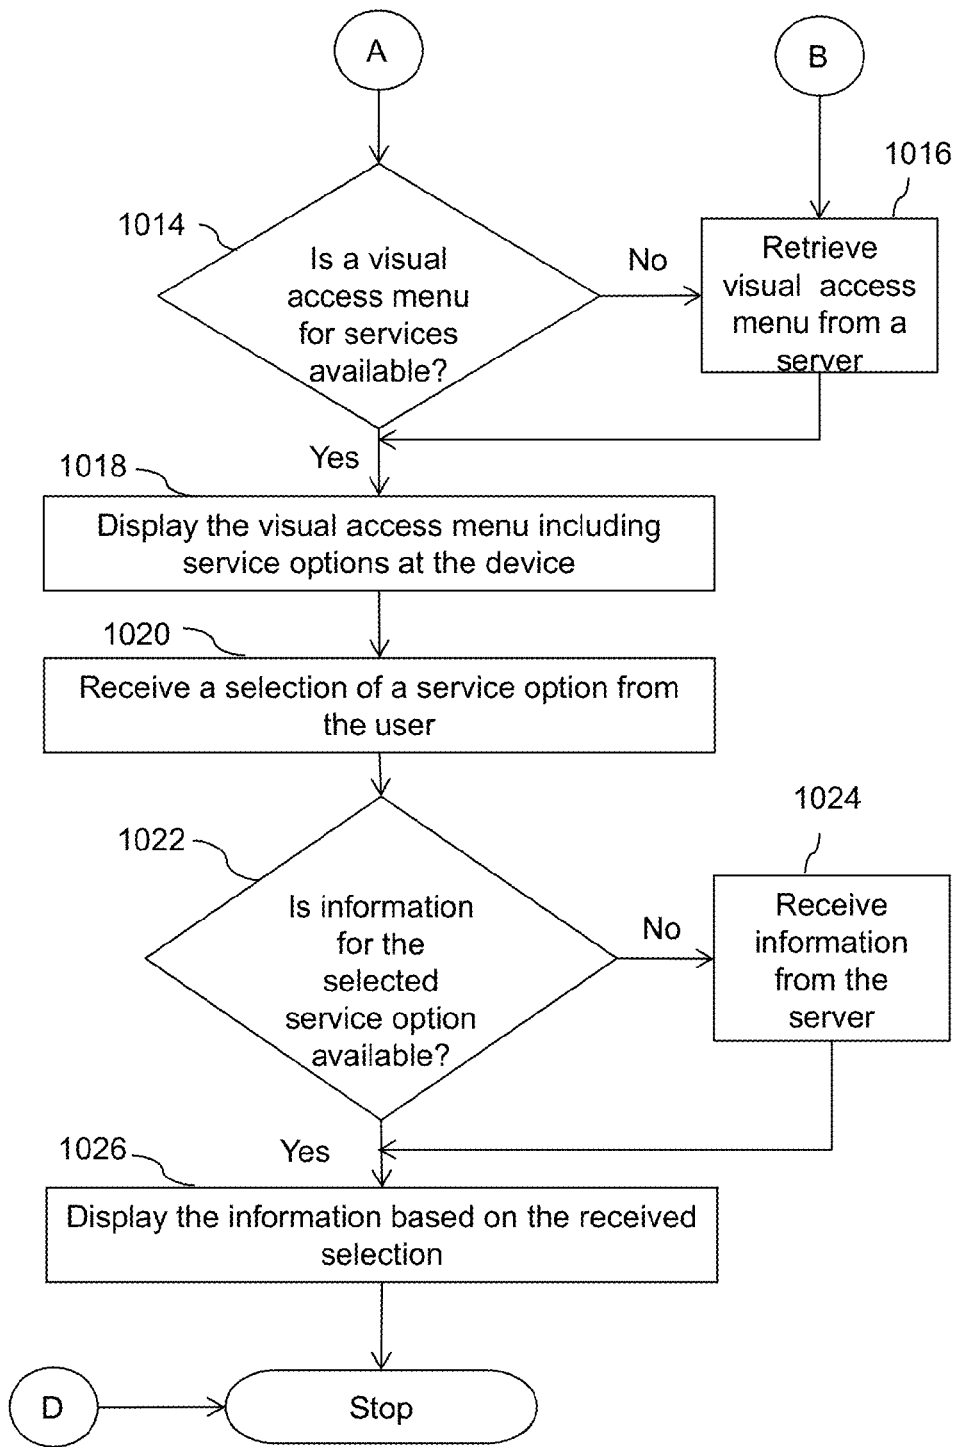 A
B
1016
1014
Is a visual
access menu
for services
available?
No
Retrieve
visual access
menu from a
server
Yes
1018
Display the visual access menu including
service options at the device
1020
Receive a selection of a service option from
the user
1024
1022
Is information
for the
selected
service option
available?
No
Receive
information
from the
server
Yes
1026
Display the information based on the received
selection
D
Stop